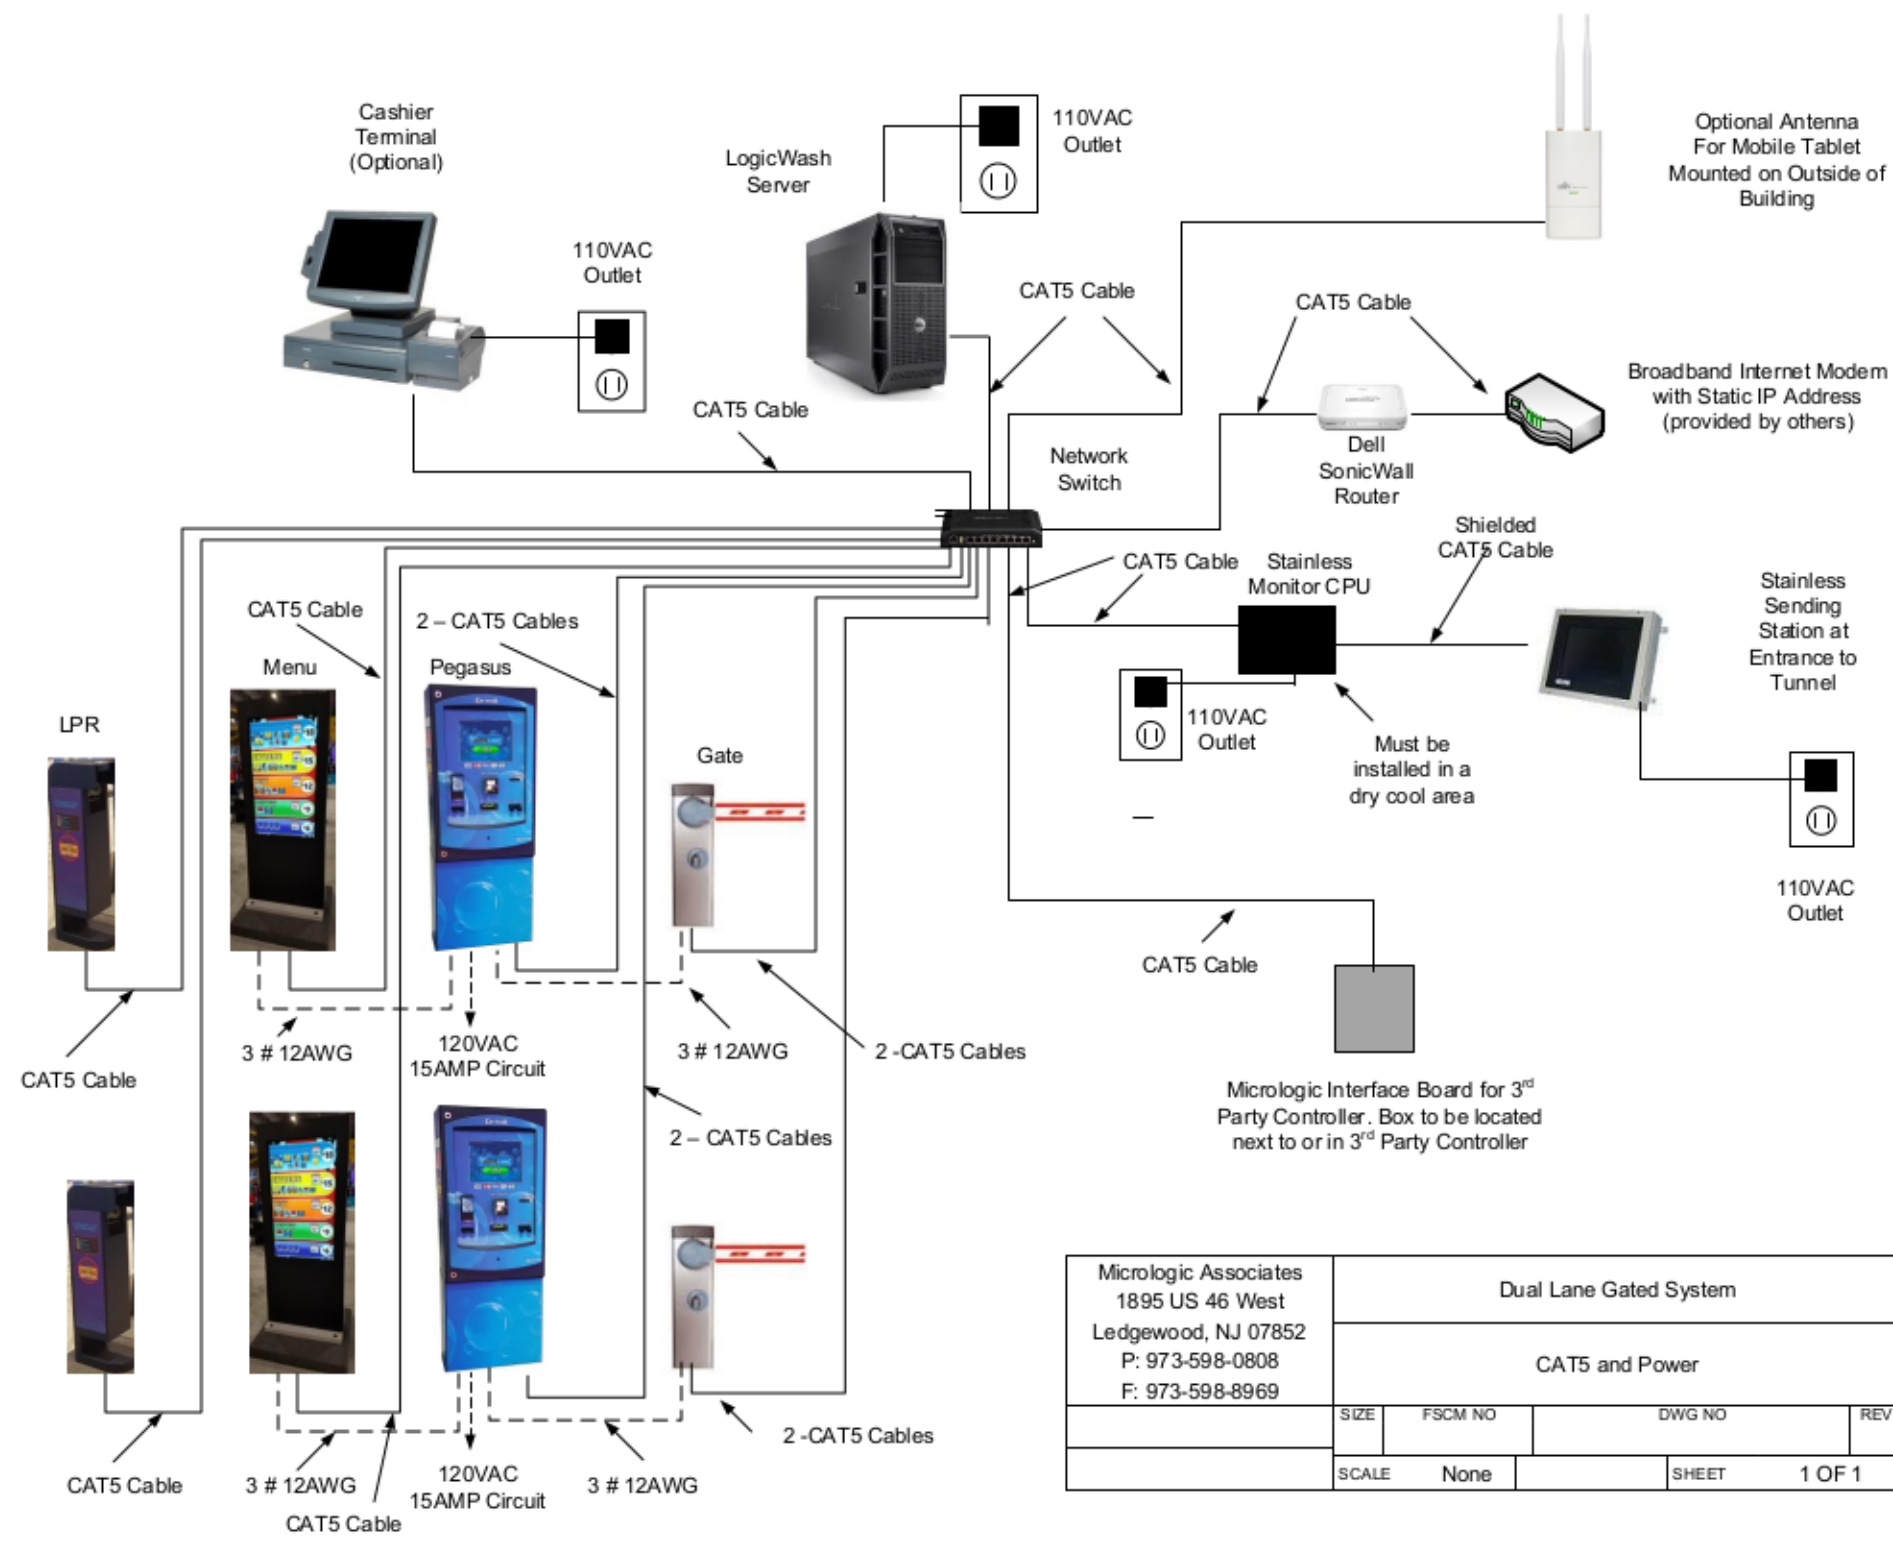 Cashier
Terminal
(Optional)
110VAC
Outlet
LogicWash
Server
110VAC
Outlet
Optional Antenna
For Mobile Tablet
Mounted on Outside of
Building
CAT5 Cable
CAT5 Cable
CAT5 Cable
Broadband Internet Modem
with Static IP Address
(provided by others)
Dell
SonicWall
Router
Network
Switch
Shielded
CAT5 Cable
CAT5 Cable
Stainless
Monitor CPU
Stainless
Sending
Station at
Entrance to
Tunnel
CAT5 Cable
2 – CAT5 Cables
Menu
Pegasus
LPR
Gate
110VAC
Outlet
Must be
installed in a
dry cool area
110VAC
Outlet
CAT5 Cable
3 # 12AWG
120VAC
15AMP Circuit
3 # 12AWG
2 -CAT5 Cables
CAT5 Cable
2 – CAT5 Cables
Micrologic Interface Board for 3rd
Party Controller. Box to be located
next to or in 3rd Party Controller
CAT5 Cable
3 # 12AWG
CAT5 Cable
120VAC
15AMP Circuit
3 # 12AWG
2 -CAT5 Cables
Micrologic Associates
1895 US 46 West
Ledgewood, NJ 07852
P: 973-598-0808
F: 973-598-8969
Dual Lane Gated System
CAT5 and Power
SIZE FSCM NO DWG NO REV
SCALE None SHEET 1 OF 1